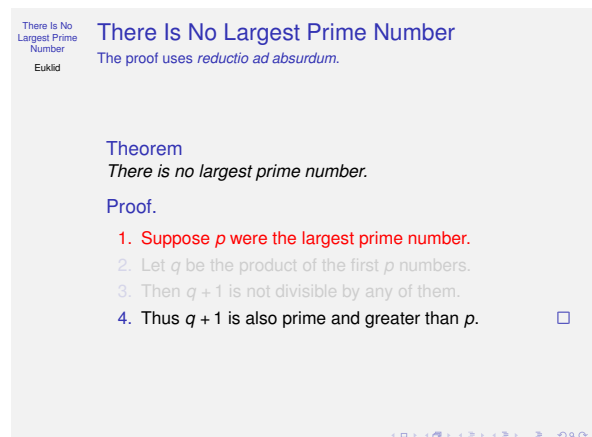 There Is No
Largest Prime
Number
Euklid
There Is No Largest Prime Number
The proof uses reductio ad absurdum.
Theorem
There is no largest prime number.
Proof.
1. Suppose p were the largest prime number.
2. Let q be the product of the first p numbers.
3. Then q + 1 is not divisible by any of them.
4. Thus q + 1 is also prime and greater than p.